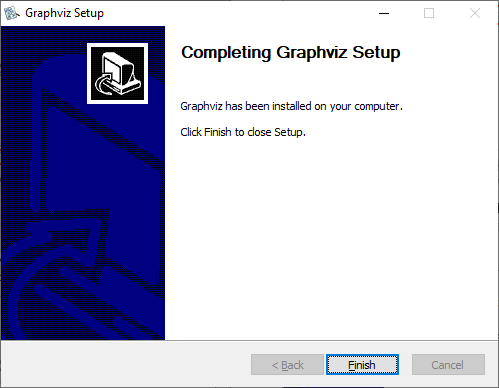 Graphviz Setup
Completing Graphviz Setup
Graphviz has been installed on your computer.
Click Finish to close Setup.
< Back
Finish
Cancel